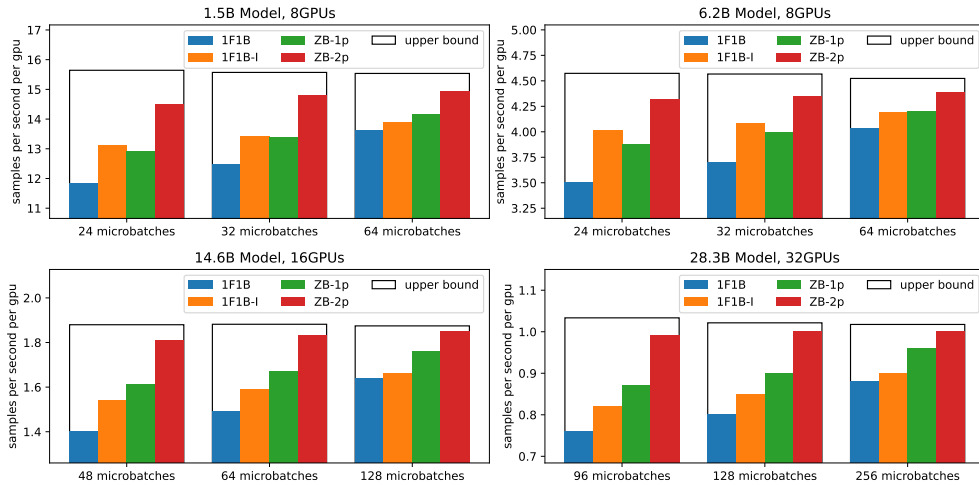 1.5B Model, 8GPUs
samples per second per gpu
17
16
15
14
13
12
11
1F1B
1F1B-I
ZB-1p
ZB-2p
upper bound
24 microbatches
32 microbatches
64 microbatches
6.2B Model, 8GPUs
samples per second per gpu
5.00
4.75
4.50
4.25
4.00
3.75
3.50
3.25
1F1B
1F1B-I
ZB-1p
ZB-2p
upper bound
24 microbatches
32 microbatches
64 microbatches
14.6B Model, 16GPUs
samples per second per gpu
2.0
1.8
1.6
1.4
1F1B
1F1B-I
ZB-1p
ZB-2p
upper bound
48 microbatches
64 microbatches
128 microbatches
28.3B Model, 32GPUs
samples per second per gpu
1.1
1.0
0.9
0.8
0.7
1F1B
1F1B-I
ZB-1p
ZB-2p
upper bound
96 microbatches
128 microbatches
256 microbatches